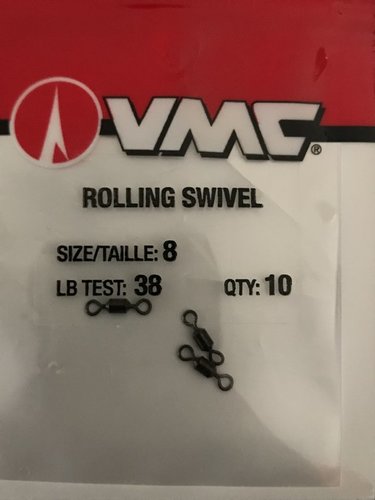 VMC®
ROLLING SWIVEL
SIZE/TAILLE: 8
LB TEST: 38 QTY: 10